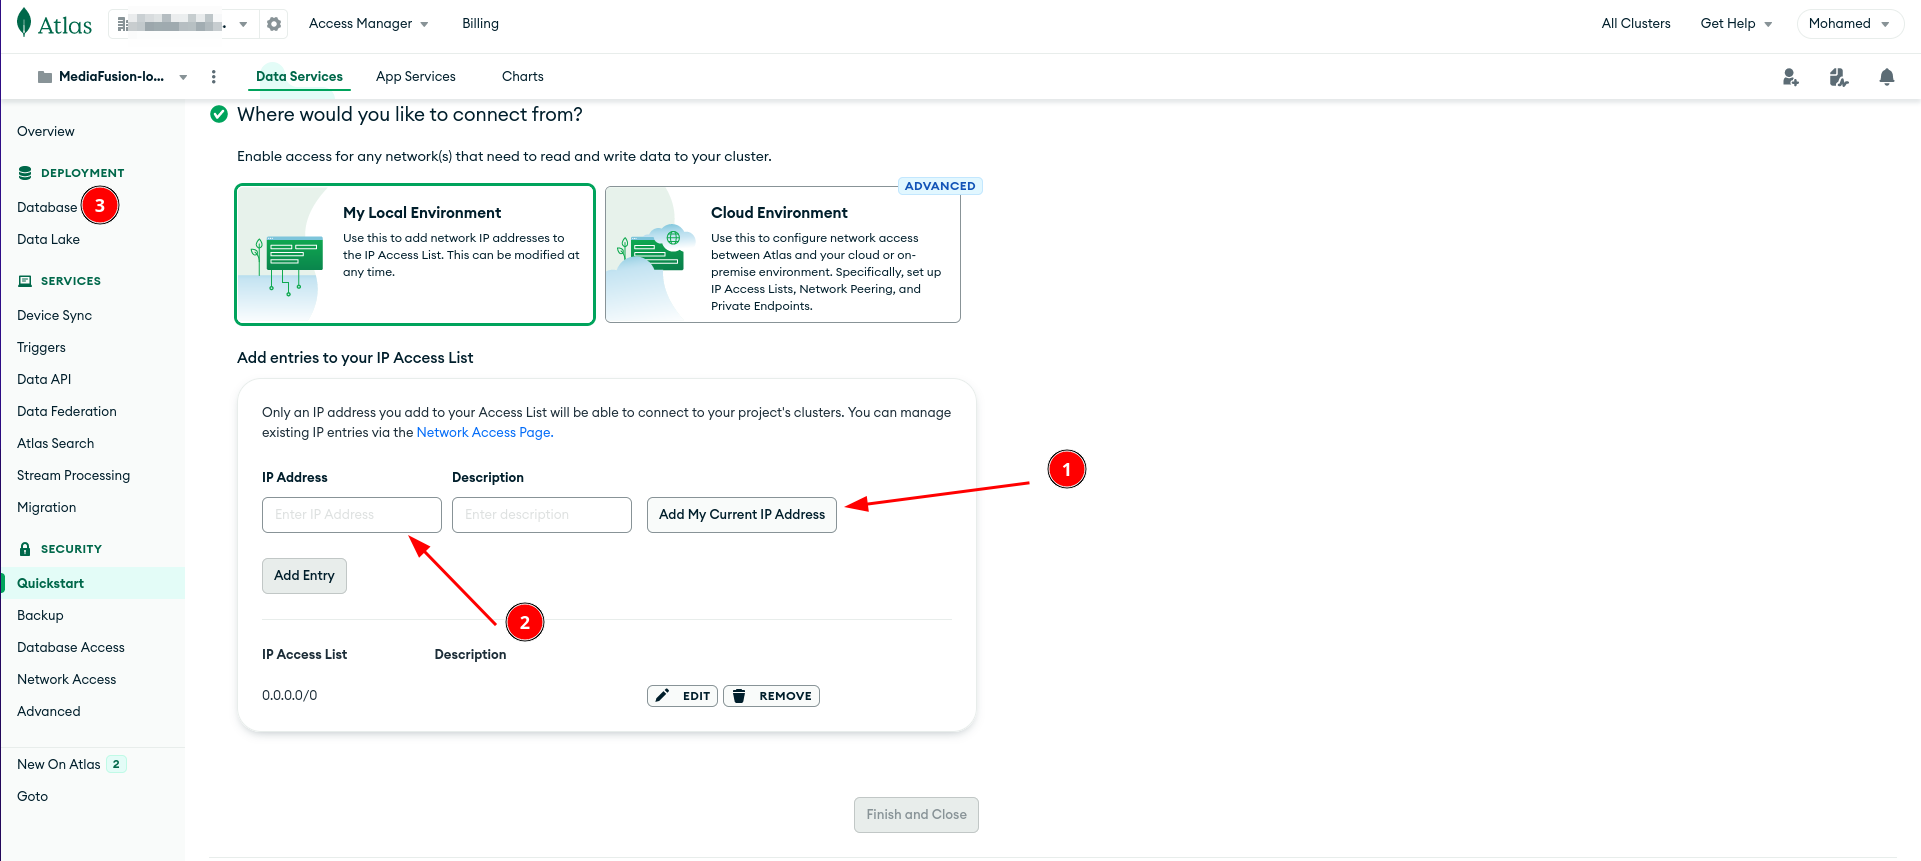 Atlas
Access Manager
Billing
All Clusters
Get Help
Mohamed
MediaFusion-lo...
Data Services
App Services
Charts
Overview
DEPLOYMENT
Database
3
Data Lake
SERVICES
Device Sync
Triggers
Data API
Data Federation
Atlas Search
Stream Processing
Migration
SECURITY
Quickstart
Backup
Database Access
Network Access
Advanced
New On Atlas 2
Goto
Where would you like to connect from?
Enable access for any network(s) that need to read and write data to your cluster.
My Local Environment
Use this to add network IP addresses to
the IP Access List. This can be modified at
any time.
ADVANCED
Cloud Environment
Use this to configure network access
between Atlas and your cloud or on-
premise environment. Specifically, set up
IP Access Lists, Network Peering, and
Private Endpoints.
Add entries to your IP Access List
Only an IP address you add to your Access List will be able to connect to your project's clusters. You can manage
existing IP entries via the Network Access Page.
IP Address
Description
Enter IP Address
Enter description
Add My Current IP Address
1
Add Entry
2
IP Access List
Description
0.0.0.0/0
EDIT
REMOVE
Finish and Close